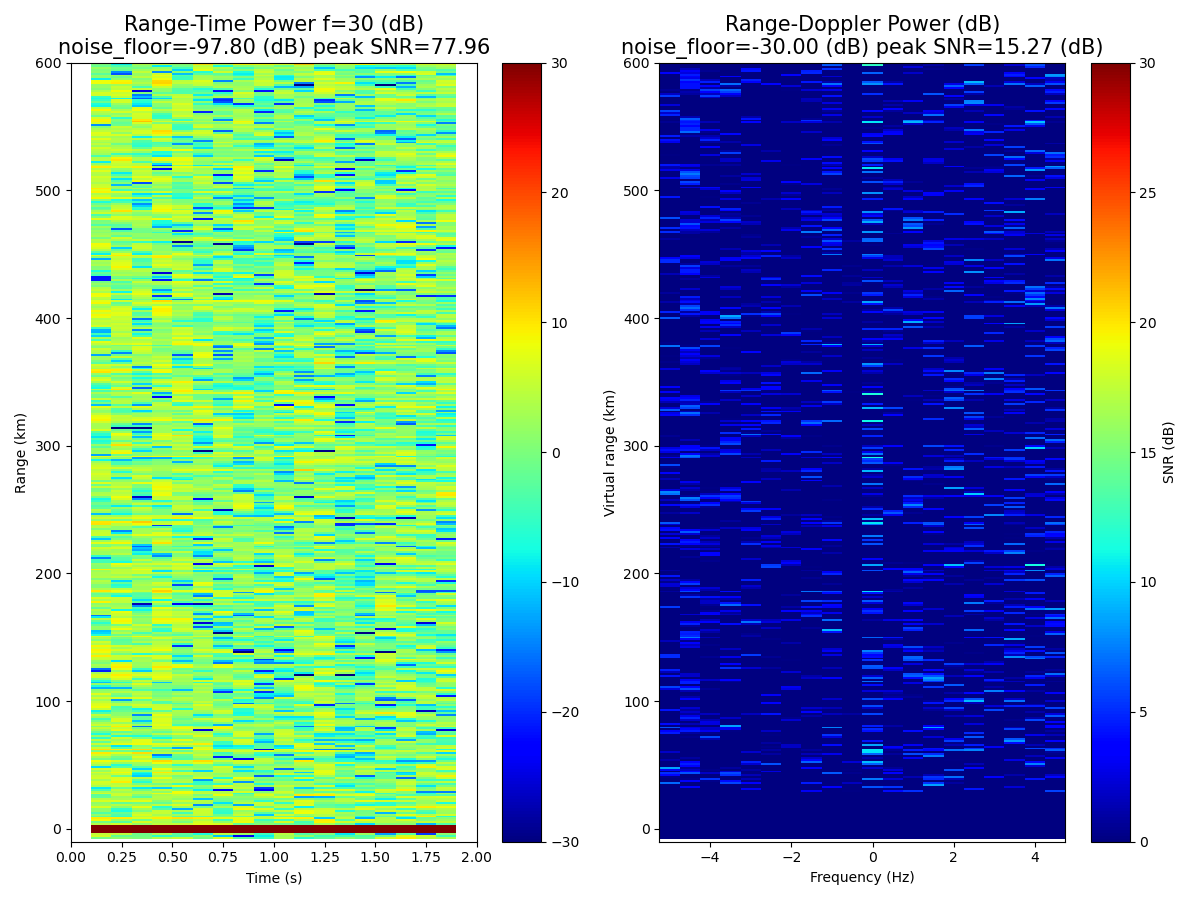 Range-Time Power f=30 (dB)
noise_floor=-97.80 (dB) peak SNR=77.96
Range-Doppler Power (dB)
noise_floor=-30.00 (dB) peak SNR=15.27 (dB)
600
500
400
300
200
100
0
Range (km)
0.00 0.25 0.50 0.75 1.00 1.25 1.50 1.75 2.00
Time (s)
30
20
10
0
−10
−20
−30
600
500
400
300
200
100
0
Virtual range (km)
−4 −2 0 2 4
Frequency (Hz)
30
25
20
15
10
5
0
SNR (dB)